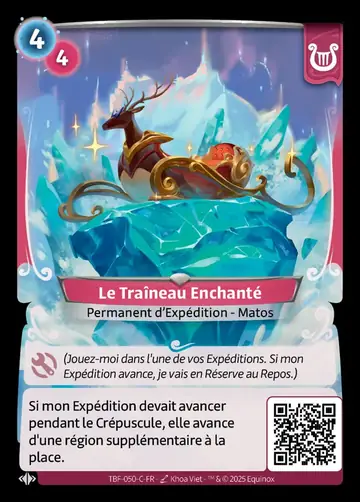 4
4
Le Traîneau Enchanté
Permanent d'Expédition - Matos
(Jouez-moi dans l'une de vos Expéditions. Si mon
Expédition avance, je vais en Réserve au Repos.)
Si mon Expédition devait avancer
pendant le Crépuscule, elle avance
d'une région supplémentaire à la
place.
TBF-050-C-FR - Khoa Viet - ™ & © 2025 Equinox